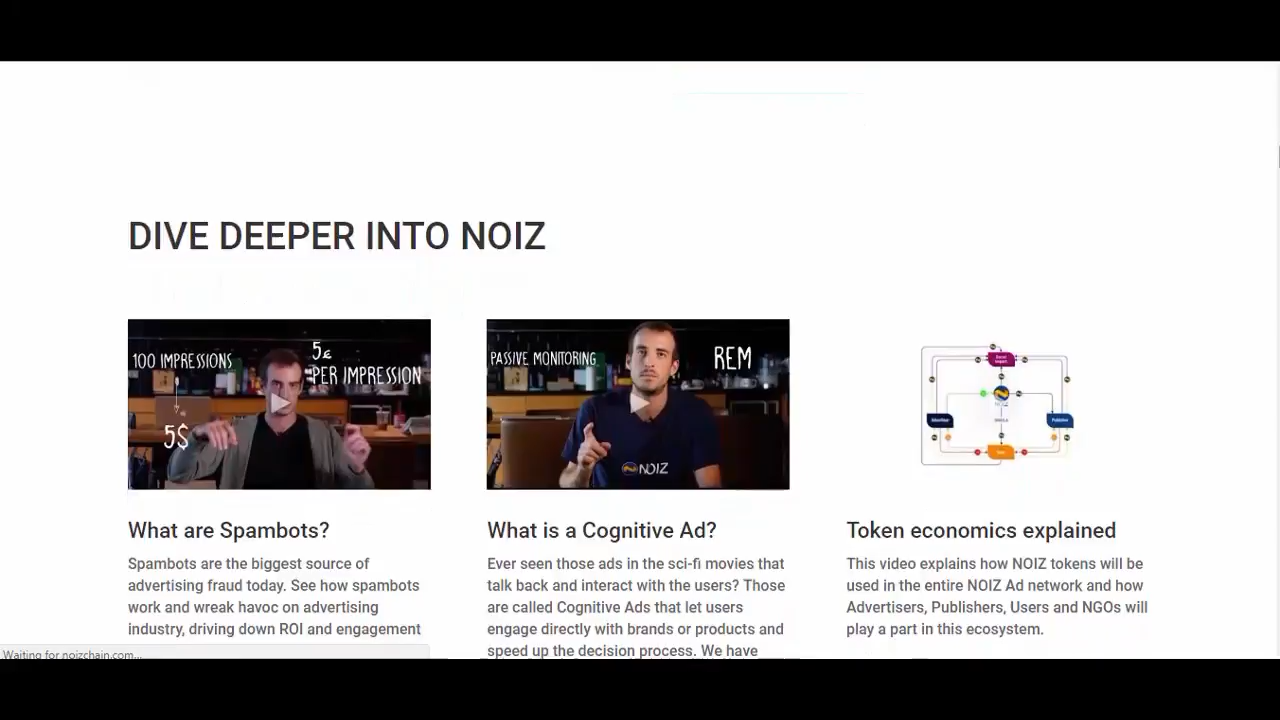 DIVE DEEPER INTO NOIZ
100 IMPRESSIONS
5¢
PER IMPRESSION
5$
PASSIVE MONITORING
REM
NOIZ
What are Spambots?
Spambots are the biggest source of
advertising fraud today. See how spambots
work and wreak havoc on advertising
industry, driving down ROI and engagement
What is a Cognitive Ad?
Ever seen those ads in the sci-fi movies that
talk back and interact with the users? Those
are called Cognitive Ads that let users
engage directly with brands or products and
speed up the decision process. We have
Token economics explained
This video explains how NOIZ tokens will be
used in the entire NOIZ Ad network and how
Advertisers, Publishers, Users and NGOs will
play a part in this ecosystem.
Waiting for noizchain.com...